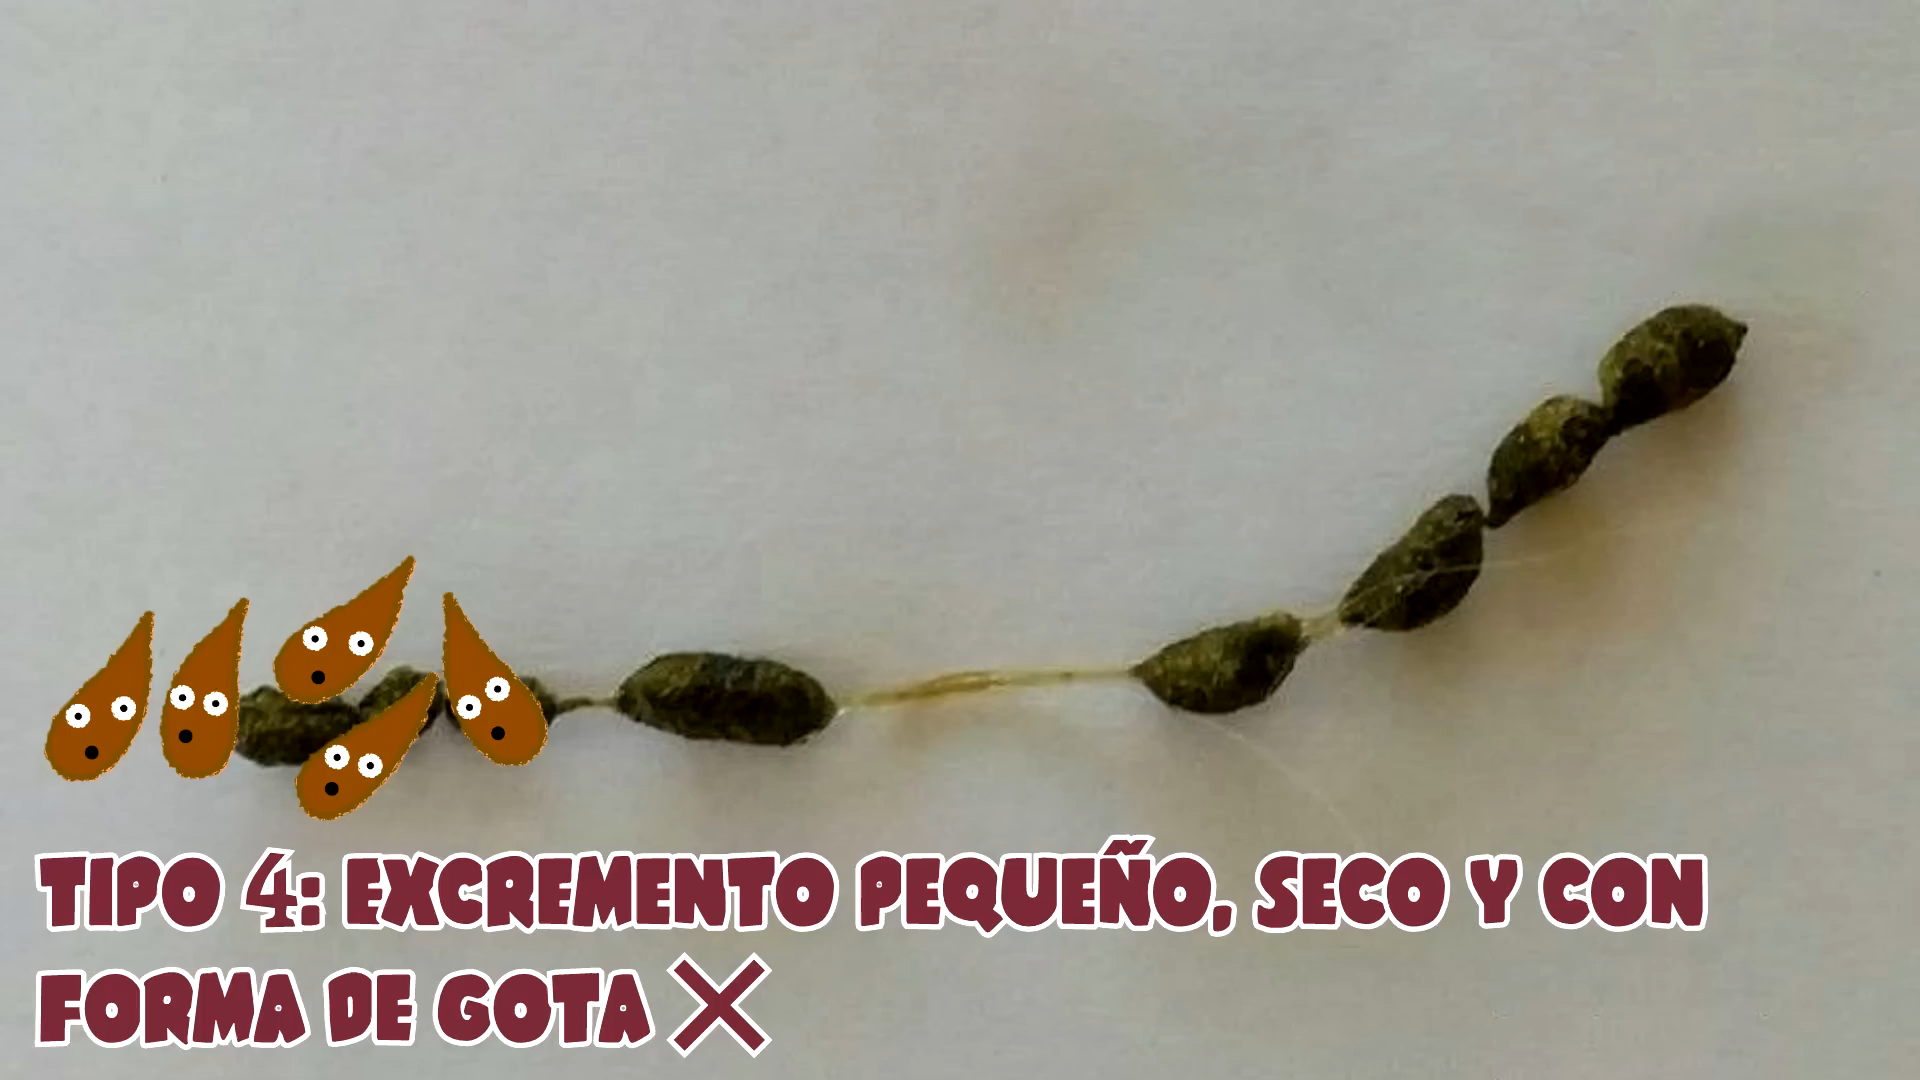 TIPO 4: EXCREMENTO PEQUEÑO, SECO Y CON
FORMA DE GOTA ❌